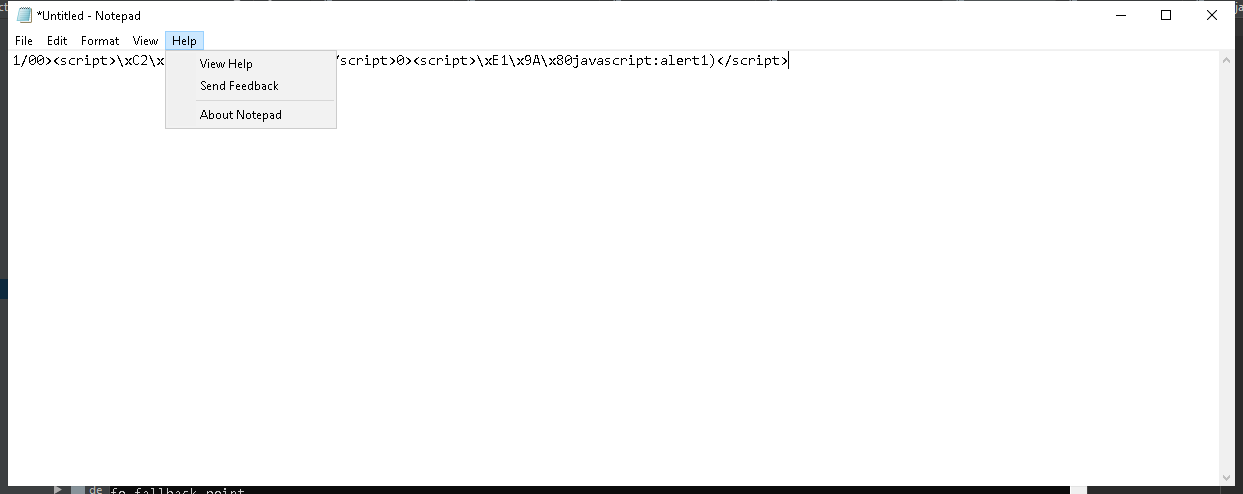 *Untitled - Notepad
File Edit Format View Help
1/00><script>\xC2\x /script>0><script>\xE1\x9A\x80javascript:alert1)</script>
View Help
Send Feedback
About Notepad
de fo fallback point